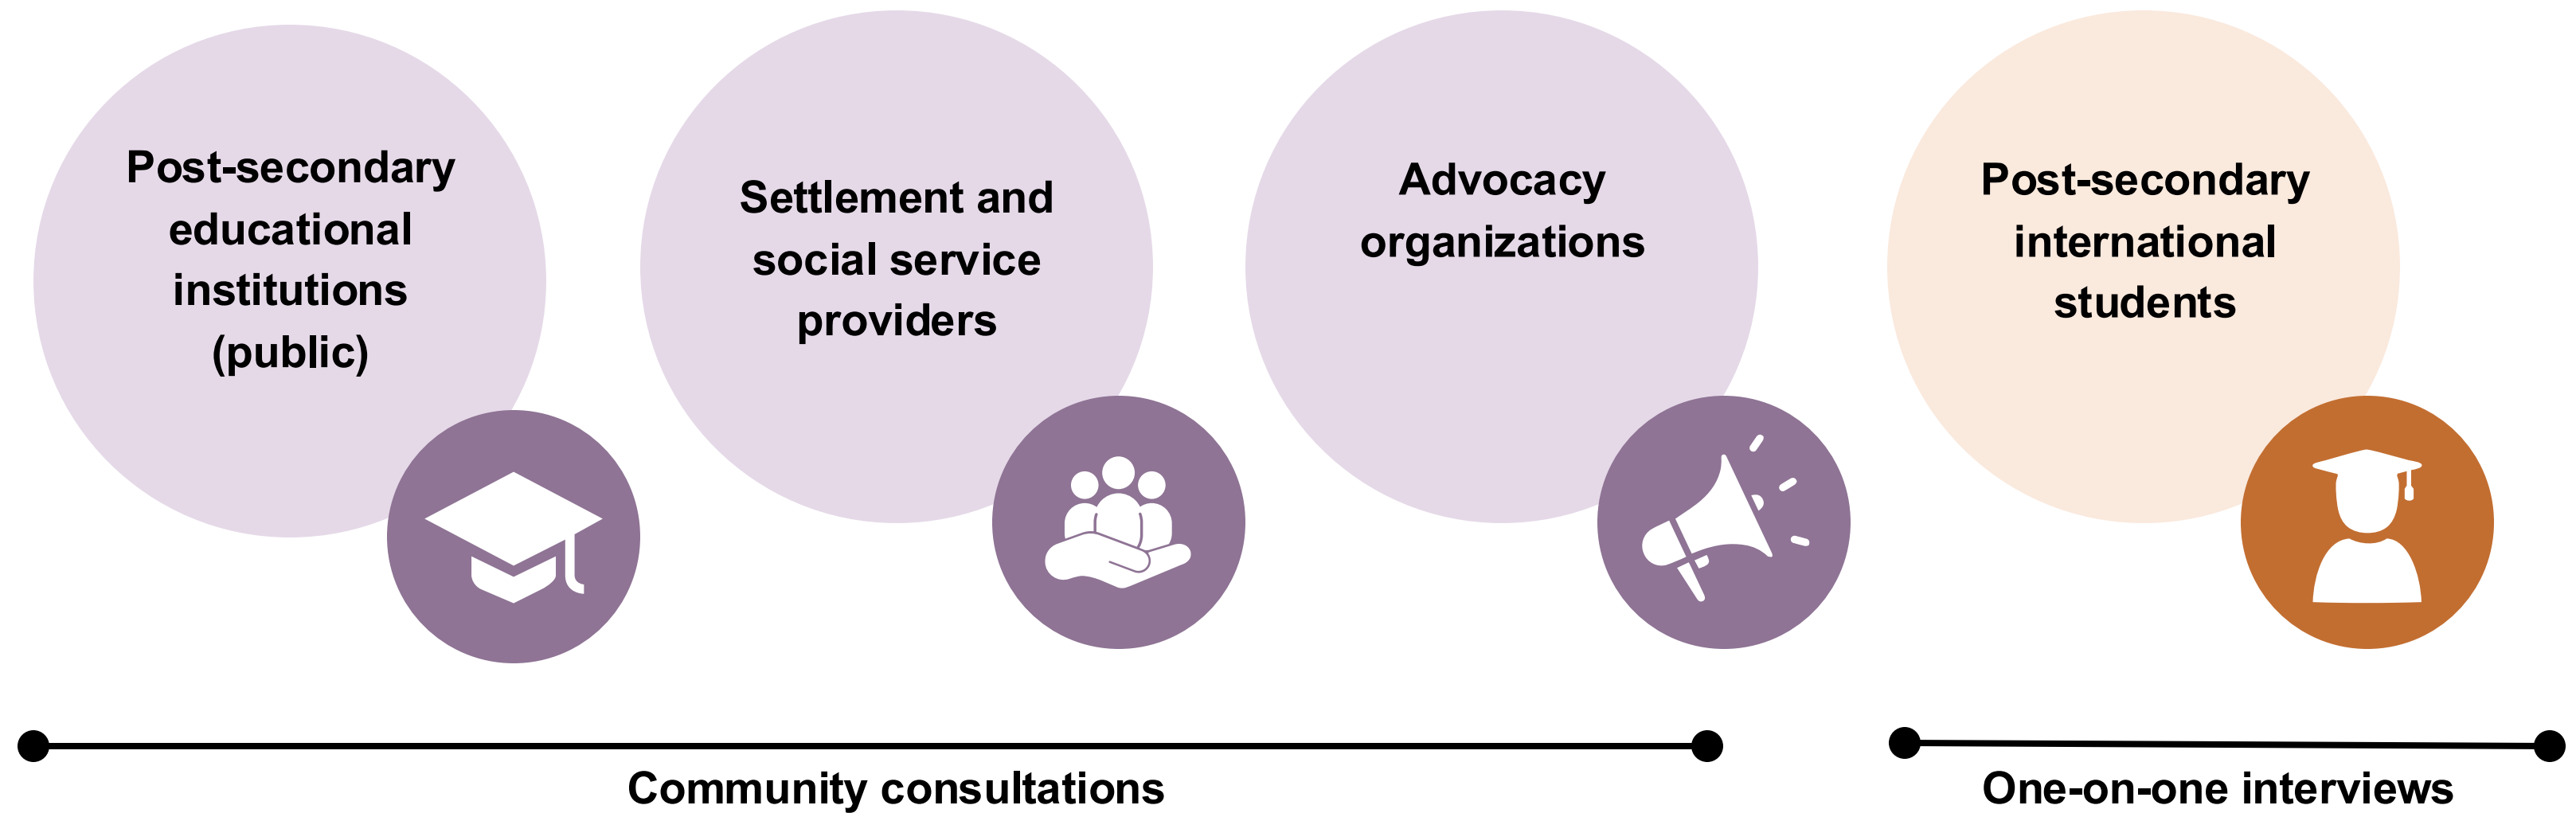 Post-secondary
educational
institutions
(public)
Settlement and
social service
providers
Advocacy
organizations
Post-secondary
international
students
Community consultations
One-on-one interviews